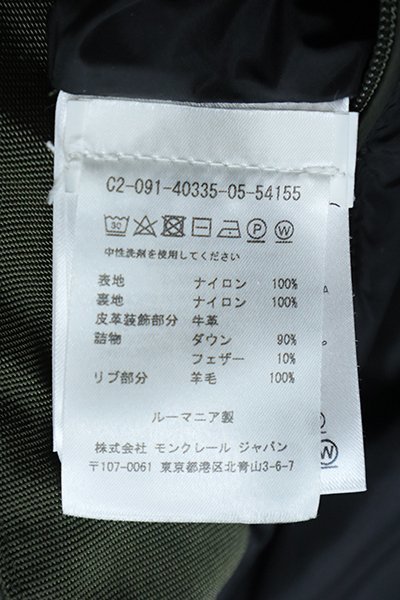 C2-091-40335-05-54155
30 P W
中性洗剤を使用してください
表地 ナイロン 100%
裏地 ナイロン 100%
皮革装飾部分 牛革
詰物 ダウン 90%
フェザー 10%
リブ部分 羊毛 100%
ルーマニア製
株式会社 モンクレール ジャパン
〒107-0061 東京都港区北青山3-6-7
W